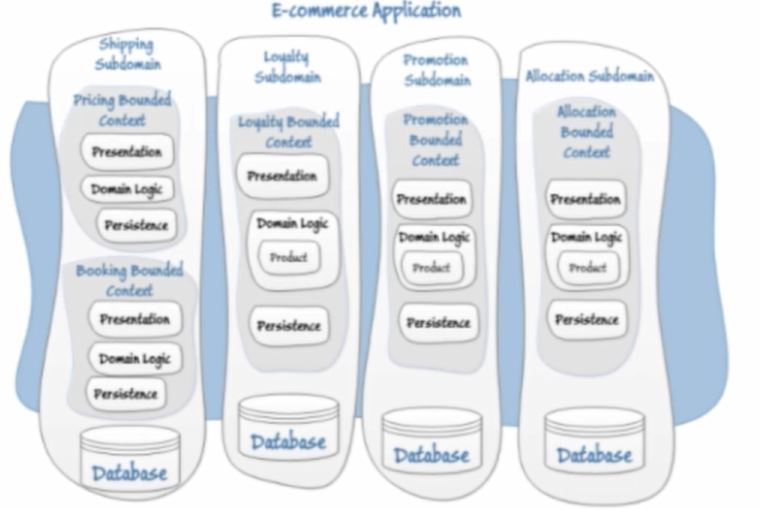 E-commerce Application
Shipping
Subdomain
Pricing Bounded
Context
Presentation
Domain Logic
Persistence
Booking Bounded
Context
Presentation
Domain Logic
Persistence
Database
Loyalty
Subdomain
Loyalty Bounded
Context
Presentation
Domain Logic
Product
Persistence
Database
Promotion
Subdomain
Promotion
Bounded
Context
Presentation
Domain Logic
Product
Persistence
Database
Allocation Subdomain
Allocation
Bounded
Context
Presentation
Domain Logic
Product
Persistence
Database